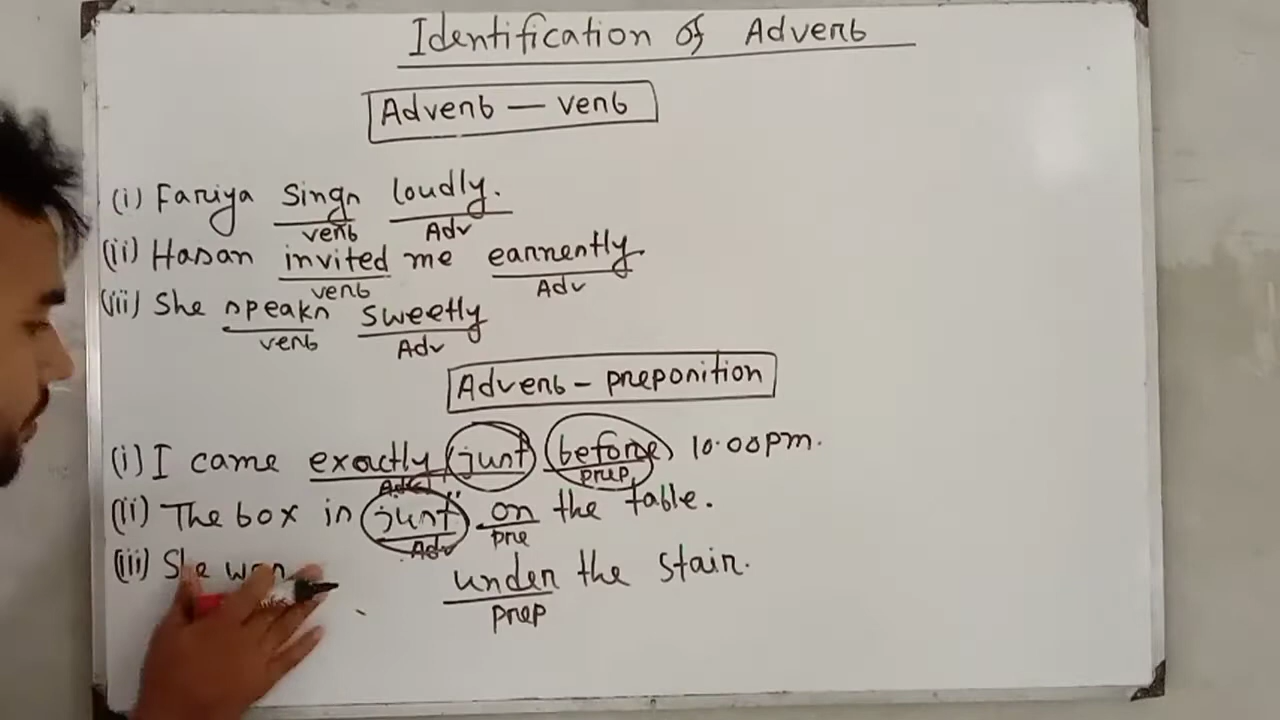 Identification of Adverb
Adverb — verb
(i) Fariya Sings loudly.
verb Adv
(ii) Hasan invited me earnestly.
verb Adv
(iii) She speaks sweetly
verb Adv
Adverb - preposition
(i) I came exactly/just before 10.00pm.
Adv prep
(ii) The box is just on the table.
Adv pre
(iii) She was under the stair.
prep